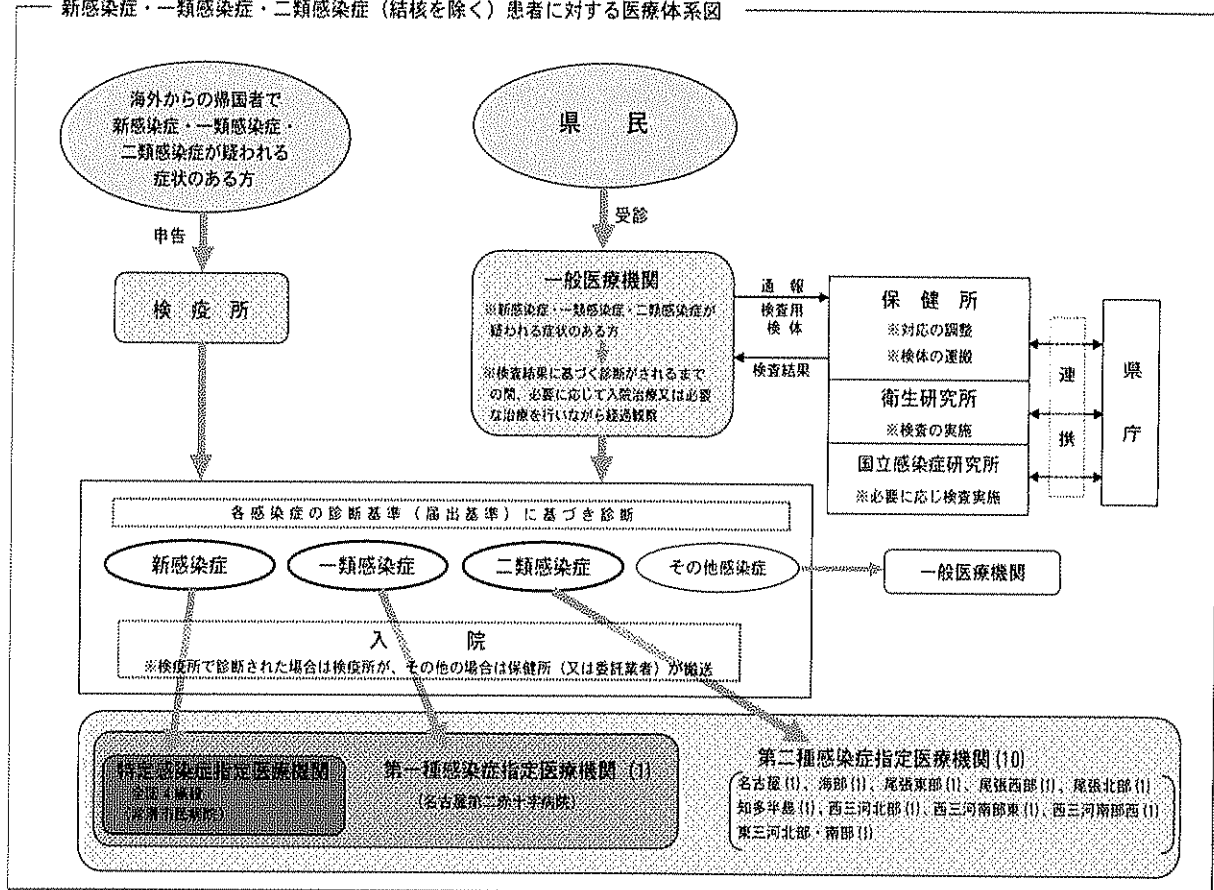 新感染症・一類感染症・二類感染症（結核を除く）患者に対する医療体系図
海外からの帰国者で
新感染症・一類感染症・
二類感染症が疑われる
症状のある方
申告
検疫所
県民
受診
一般医療機関
※新感染症・一類感染症・二類感染症が
疑われる症状のある方
※検査結果に基づく診断がされるまで
の間、必要に応じて入院治療又は必要
な治療を行いながら経過観察
通報
検査用
検体
検査結果
保健所
※対応の調整
※検体の運搬
衛生研究所
※検査の実施
国立感染症研究所
※必要に応じ検査実施
連
携
県
庁
各感染症の診断基準（届出基準）に基づき診断
新感染症
一類感染症
二類感染症
その他感染症
一般医療機関
入院
※検疫所で診断された場合は検疫所が、その他の場合は保健所（又は委託業者）が搬送
特定感染症指定医療機関
第一種感染症指定医療機関 (1)
(名古屋第二赤十字病院)
第二種感染症指定医療機関 (10)
名古屋 (1)、海部 (1)、尾張東部 (1)、尾張西部 (1)、尾張北部 (1)
知多半島 (1)、西三河北部 (1)、西三河南部東 (1)、西三河南部西 (1)
東三河北部・南部 (1)